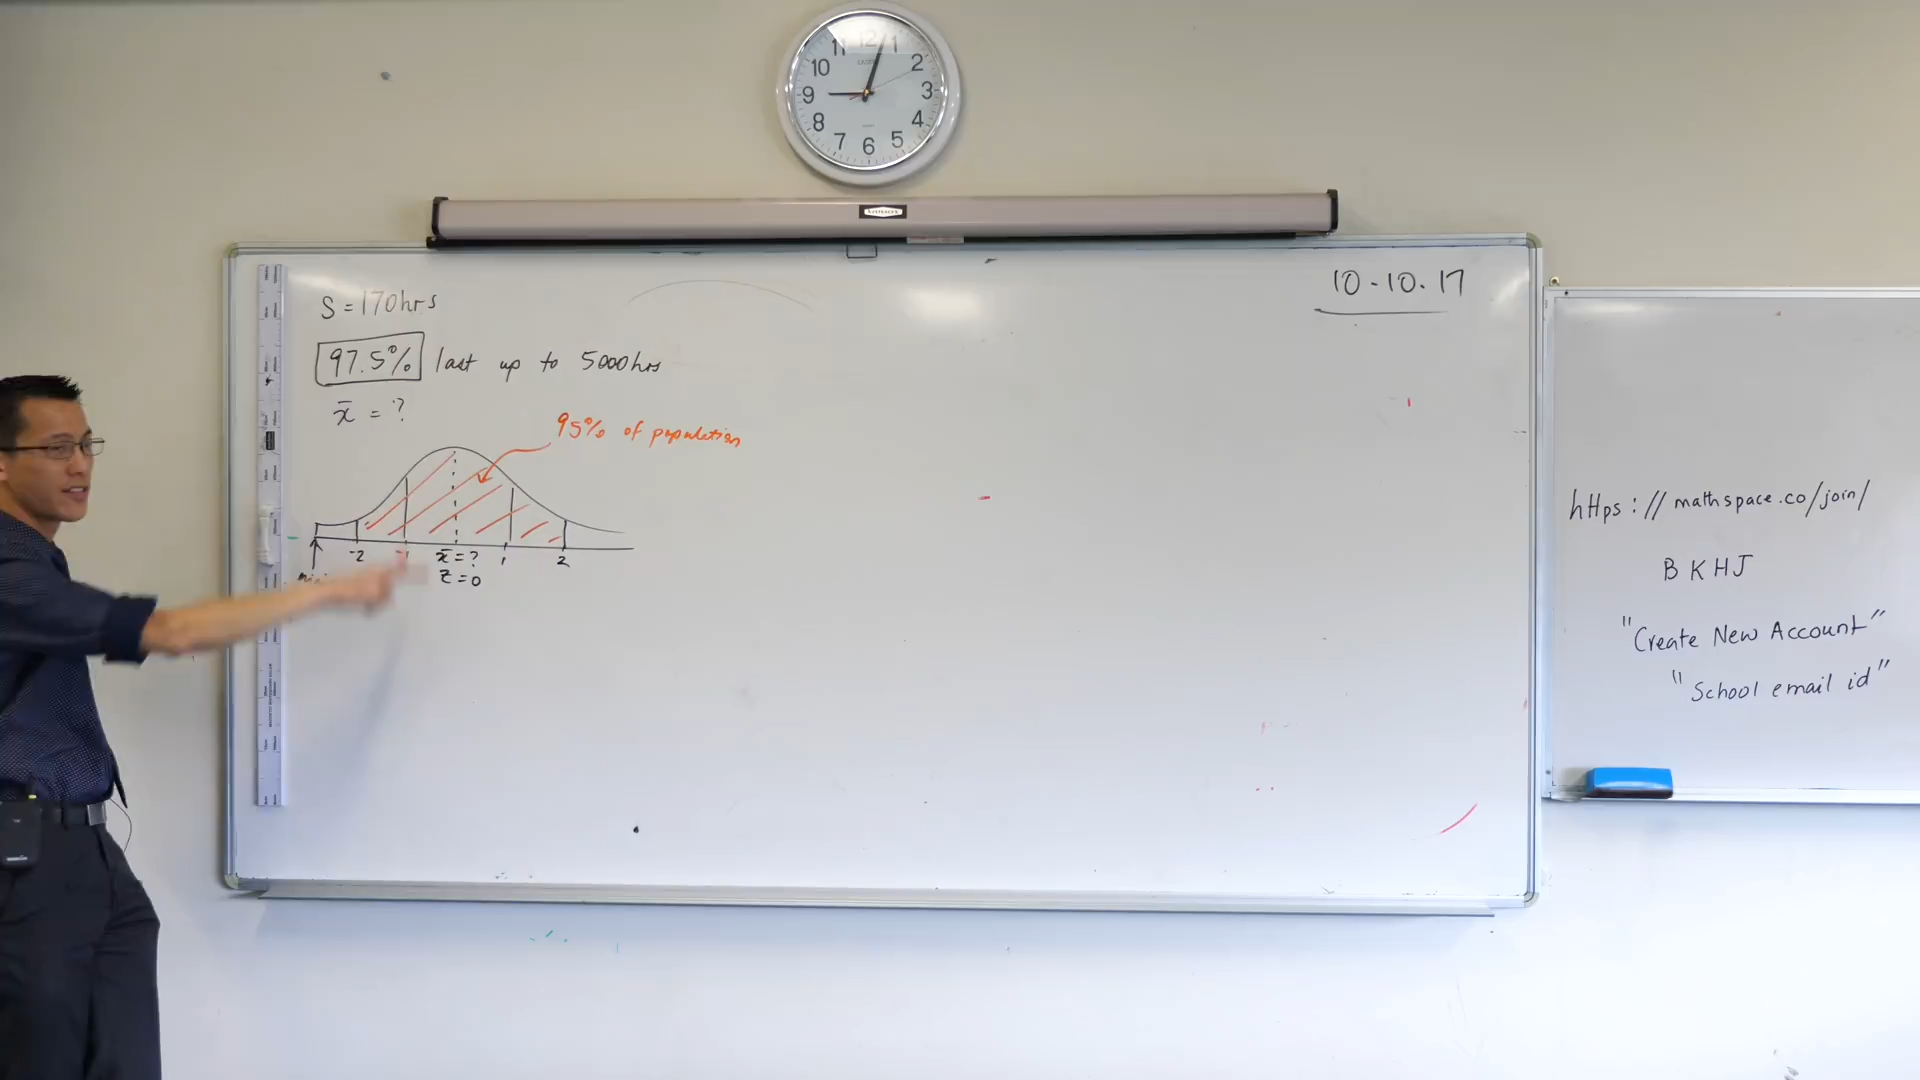 11 12 1
10 2
9 3
8 4
7 6 5
10-10.17
S = 170hrs
97.5% last up to 5000hrs
x̄ = ?
95% of population
-2 -1 x̄=? 1 2
z=0
https://mathspace.co/join/
BKHJ
"Create New Account"
"School email id"